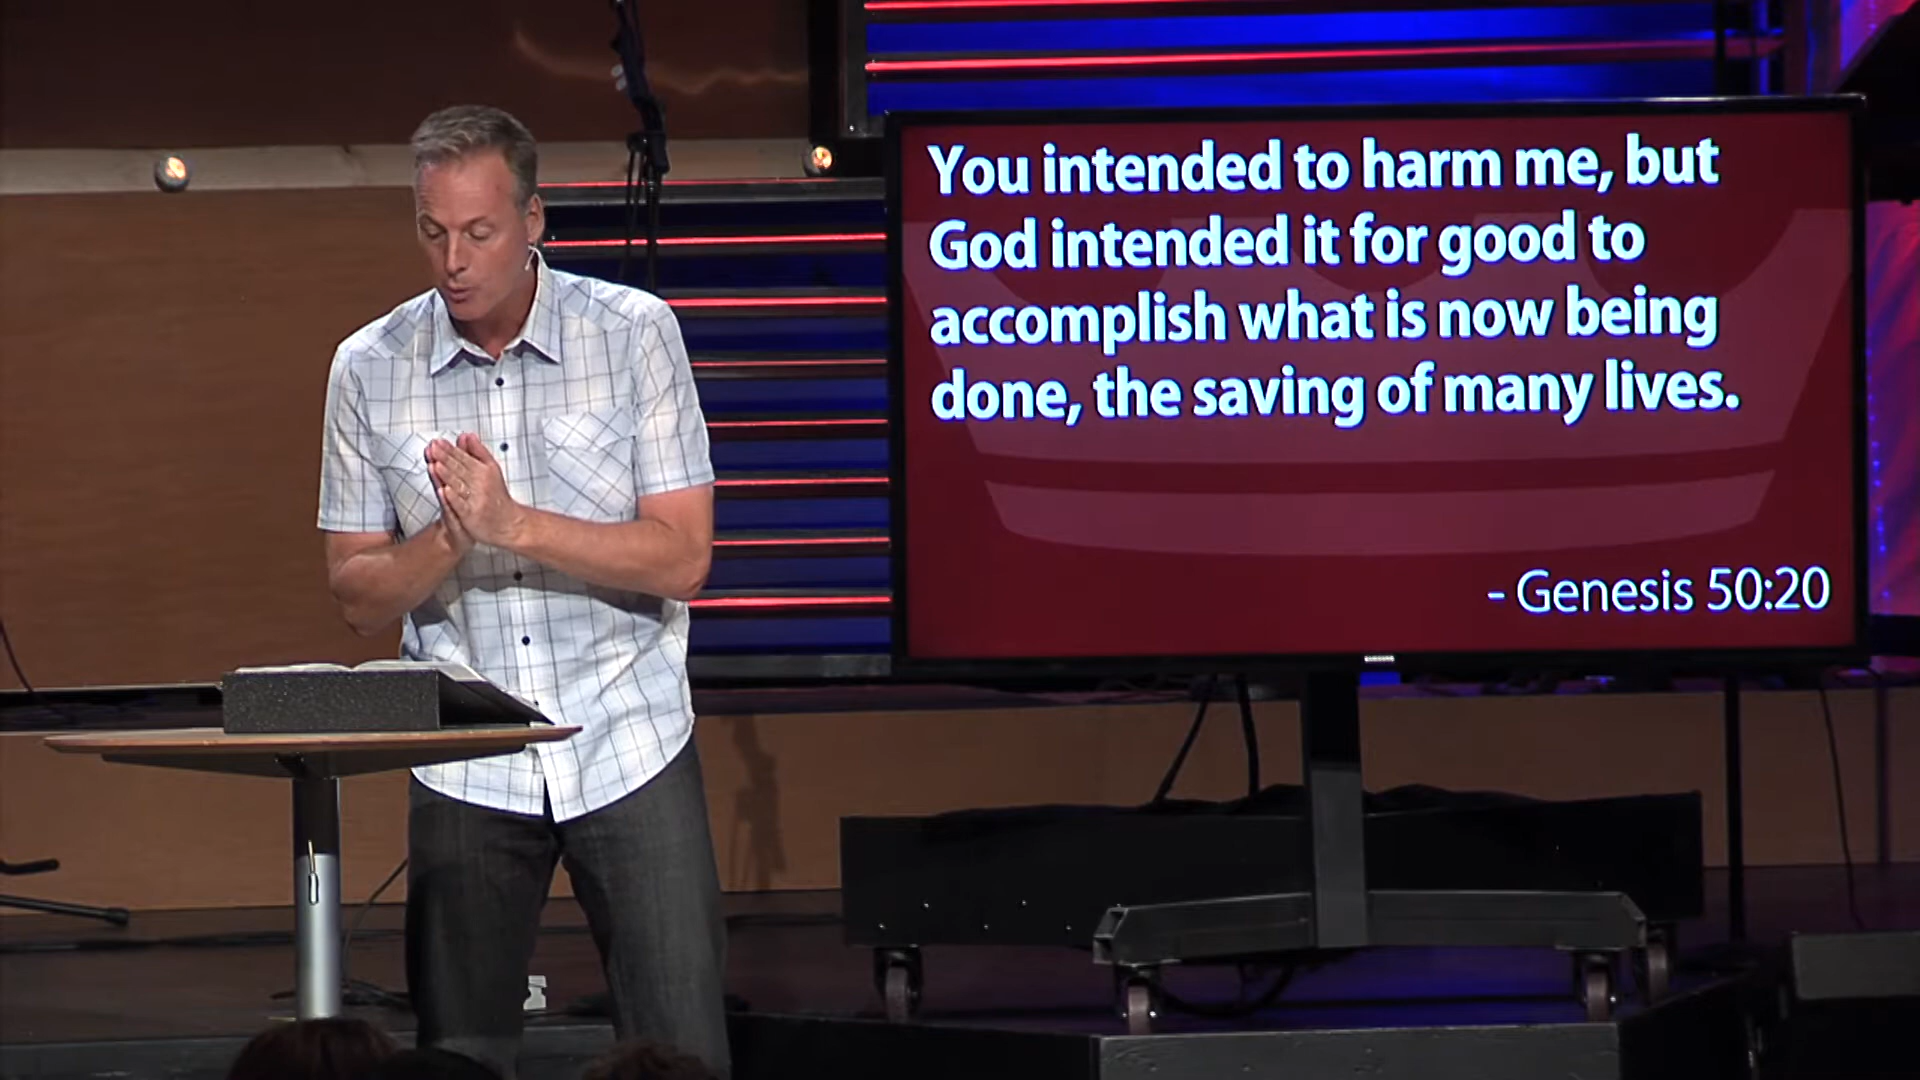 You intended to harm me, but
God intended it for good to
accomplish what is now being
done, the saving of many lives.
- Genesis 50:20
SAMSUNG